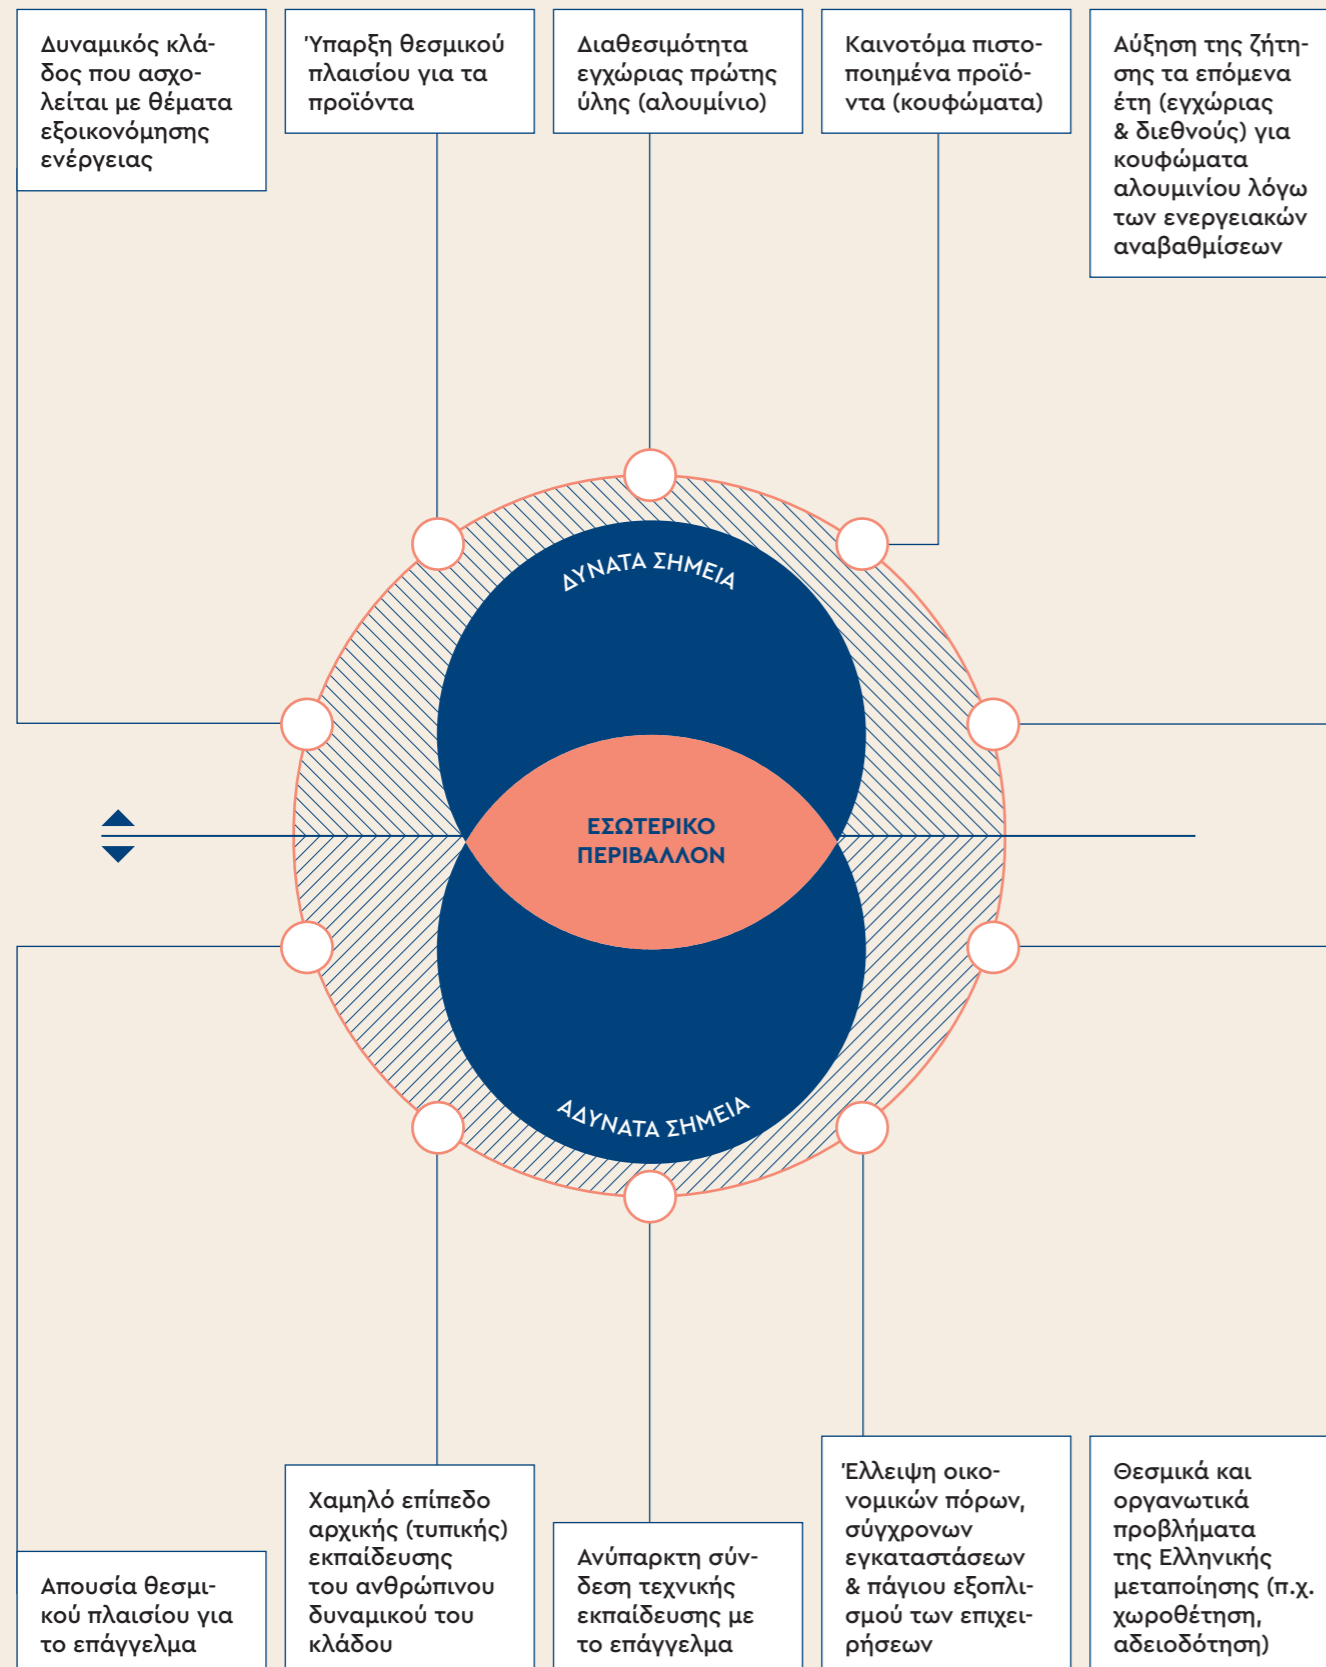 Δυναμικός κλά-
δος που ασχο-
λείται με θέματα
εξοικονόμησης
ενέργειας
Ύπαρξη θεσμικού
πλαισίου για τα
προϊόντα
Διαθεσιμότητα
εγχώριας πρώτης
ύλης (αλουμίνιο)
Καινοτόμα πιστο-
ποιημένα προϊό-
ντα (κουφώματα)
Αύξηση της ζήτη-
σης τα επόμενα
έτη (εγχώριας
& διεθνούς) για
κουφώματα
αλουμινίου λόγω
των ενεργειακών
αναβαθμίσεων
ΔΥΝΑΤΑ ΣΗΜΕΙΑ
ΕΣΩΤΕΡΙΚΟ
ΠΕΡΙΒΑΛΛΟΝ
ΑΔΥΝΑΤΑ ΣΗΜΕΙΑ
Απουσία θεσμι-
κού πλαισίου για
το επάγγελμα
Χαμηλό επίπεδο
αρχικής (τυπικής)
εκπαίδευσης
του ανθρώπινου
δυναμικού του
κλάδου
Ανύπαρκτη σύν-
δεση τεχνικής
εκπαίδευσης με
το επάγγελμα
Έλλειψη οικο-
νομικών πόρων,
σύγχρονων
εγκαταστάσεων
& πάγιου εξοπλι-
σμού των επιχει-
ρήσεων
Θεσμικά και
οργανωτικά
προβλήματα
της Ελληνικής
μεταποίησης (π.χ.
χωροθέτηση,
αδειοδότηση)